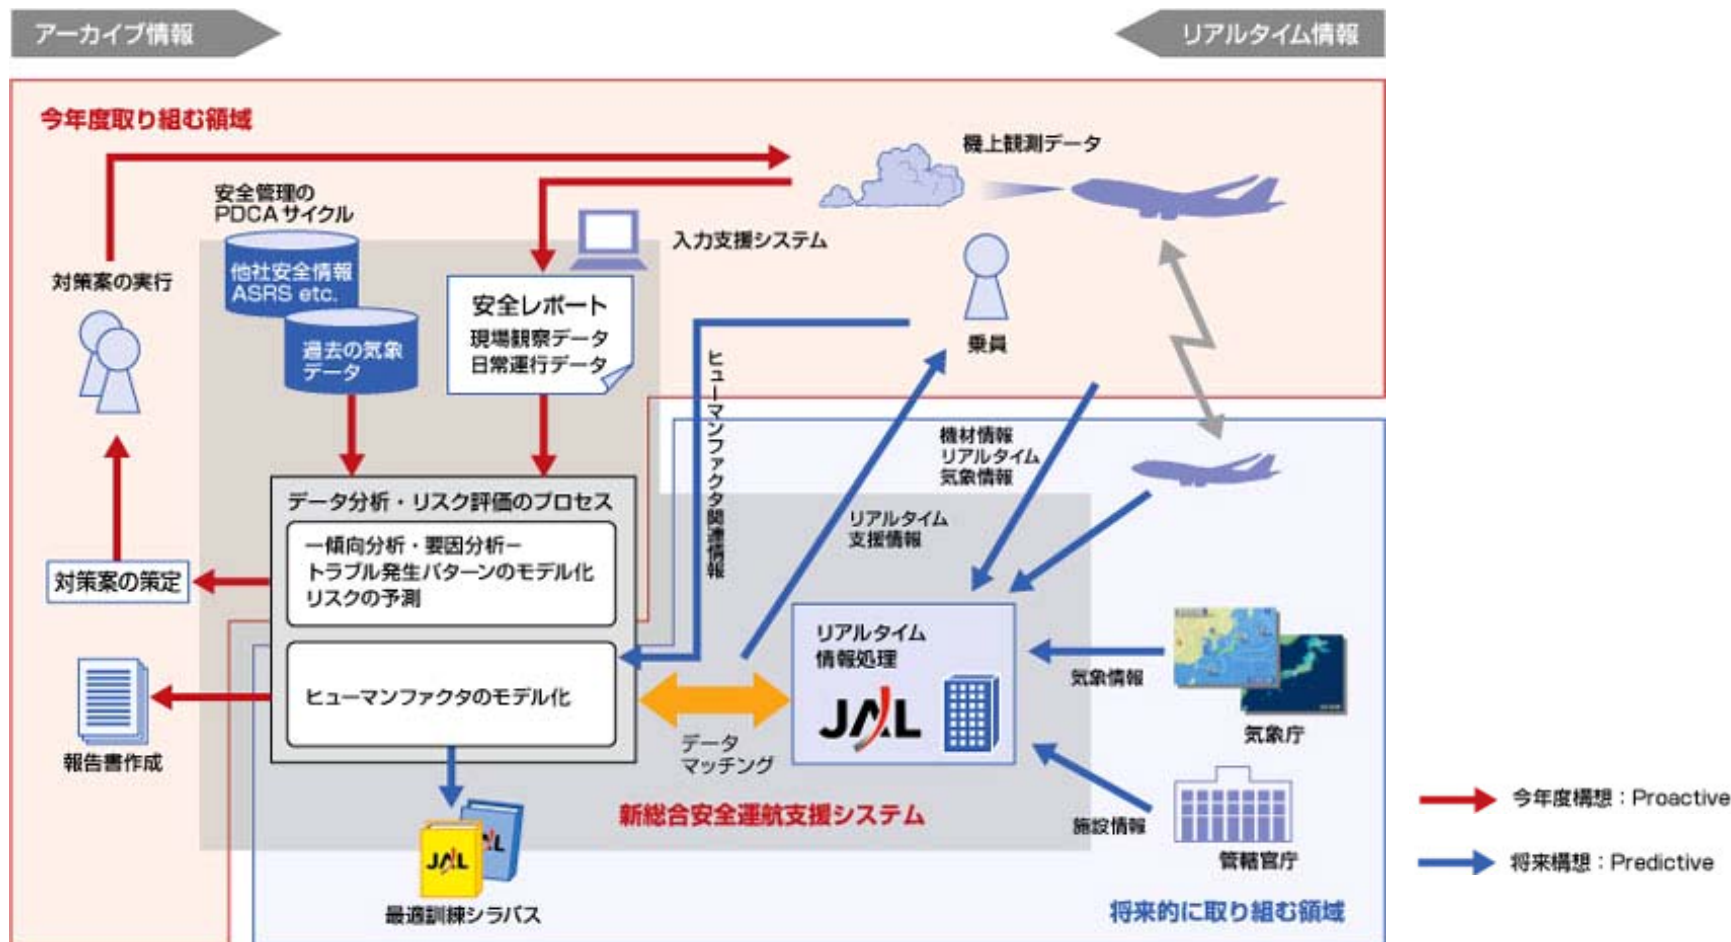 アーカイブ情報
リアルタイム情報
今年度取り組む領域
機上観測データ
安全管理の
PDCAサイクル
入力支援システム
他社安全情報
ASRS etc.
対策案の実行
安全レポート
現場観察データ
日常運行データ
過去の気象
データ
乗員
ヒューマンファクタ関連情報
機材情報
リアルタイム
気象情報
データ分析・リスク評価のプロセス
リアルタイム
支援情報
ー傾向分析・要因分析ー
トラブル発生パターンのモデル化
リスクの予測
対策案の策定
リアルタイム
情報処理
JAL
ヒューマンファクタのモデル化
気象情報
気象庁
報告書作成
データ
マッチング
新総合安全運航支援システム
施設情報
管轄官庁
JAL
JAL
最適訓練シラバス
将来的に取り組む領域
今年度構想：Proactive
将来構想：Predictive